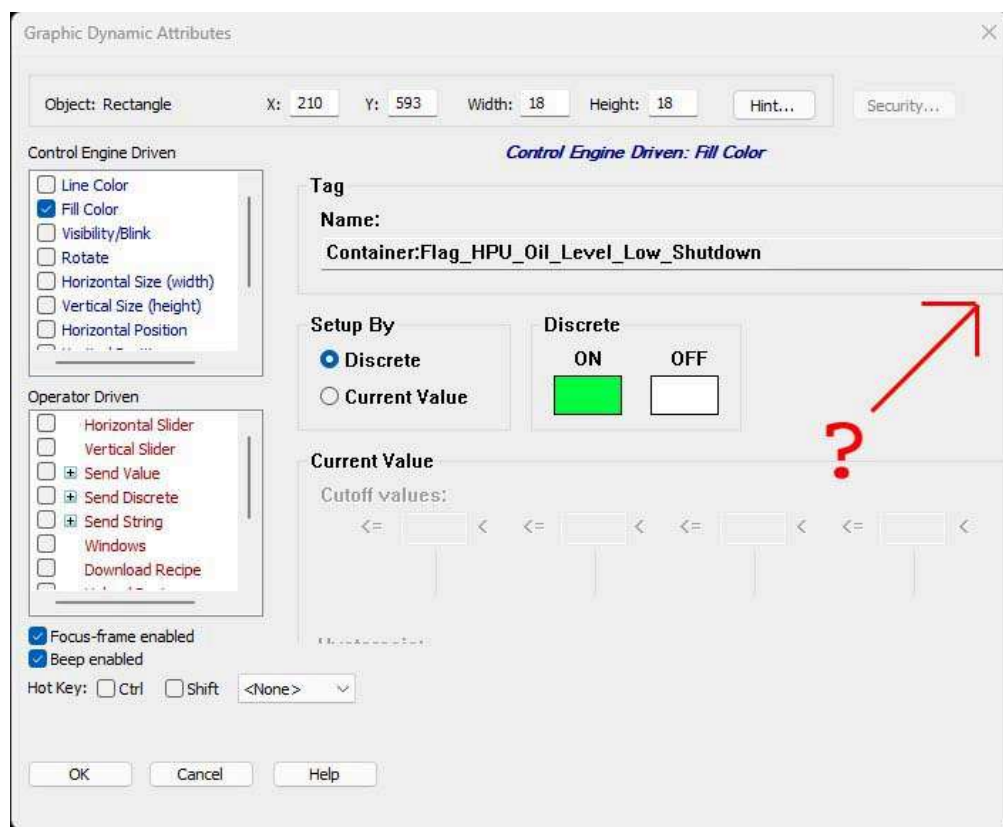 Graphic Dynamic Attributes
Object: Rectangle X: 210 Y: 593 Width: 18 Height: 18 Hint... Security...
Control Engine Driven
Control Engine Driven: Fill Color
Line Color
Fill Color
Visibility/Blink
Rotate
Horizontal Size (width)
Vertical Size (height)
Horizontal Position
Tag
Name:
Container:Flag_HPU_Oil_Level_Low_Shutdown
Setup By
Discrete
Current Value
Discrete
ON OFF
?
Operator Driven
Horizontal Slider
Vertical Slider
Send Value
Send Discrete
Send String
Windows
Download Recipe
Current Value
Cutoff values:
<= < <= < <= < <= <
Focus-frame enabled
Beep enabled
Hot Key: Ctrl Shift <None>
OK Cancel Help